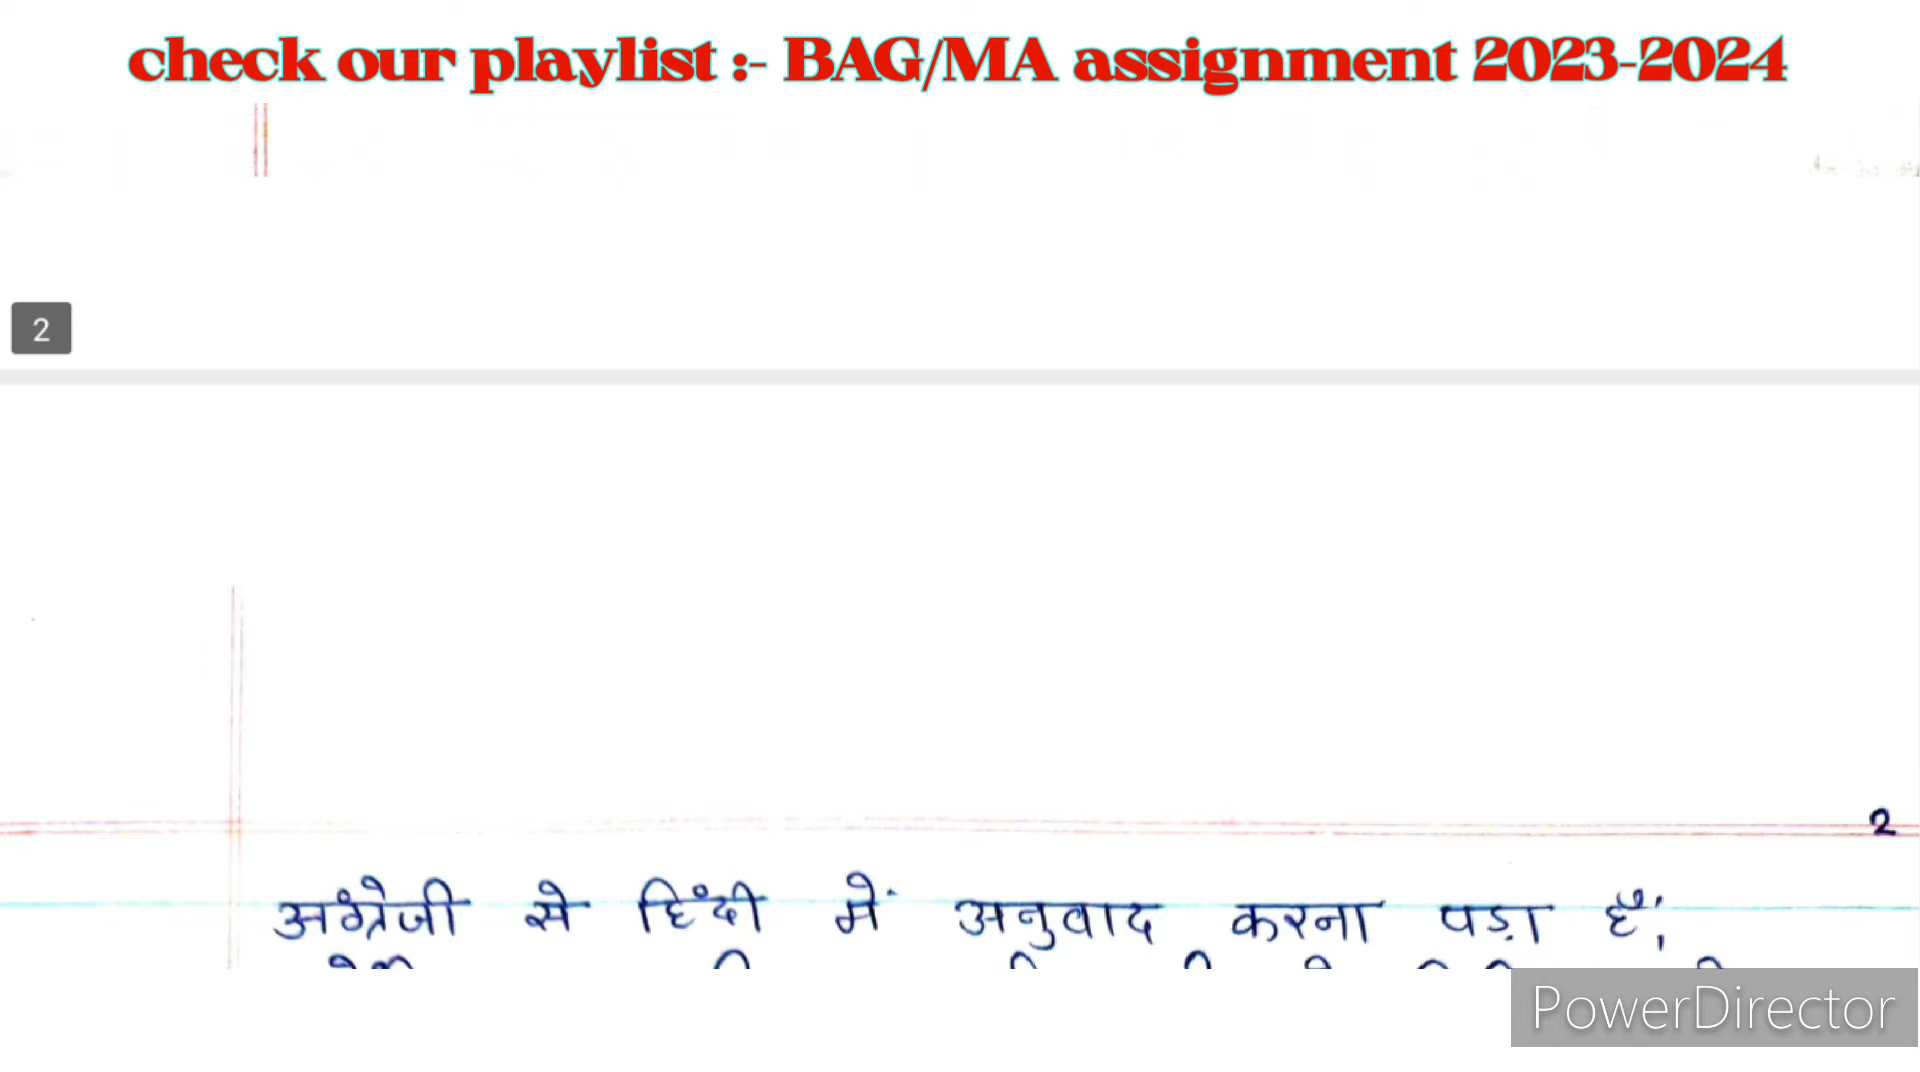 check our playlist :- BAG/MA assignment 2023-2024
2
2
अंग्रेजी से हिंदी में अनुवाद करना पड़ा है;
PowerDirector